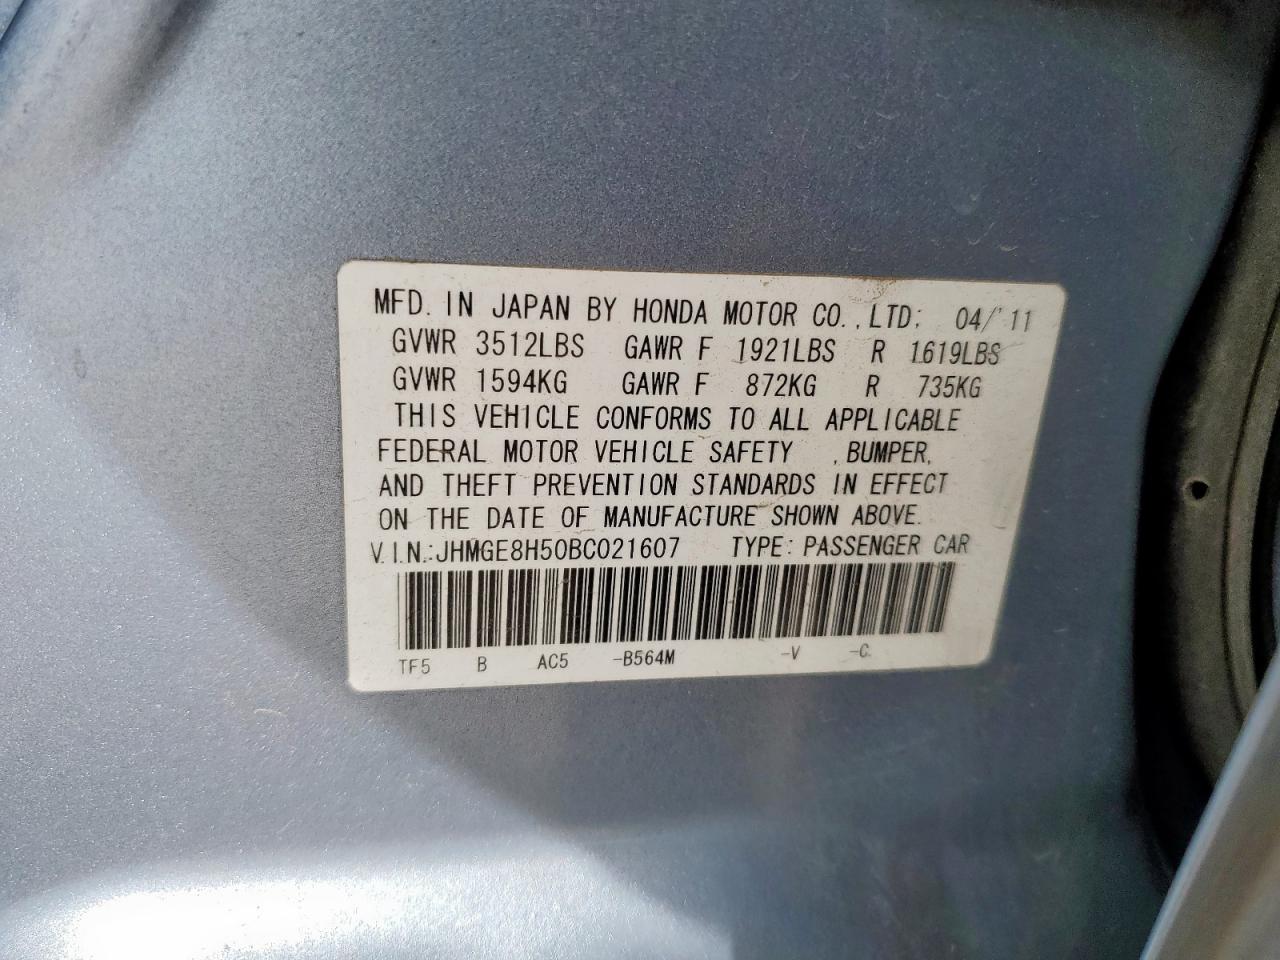 MFD. IN JAPAN BY HONDA MOTOR CO.,LTD; 04/'11
GVWR 3512LBS GAWR F 1921LBS R 1619LBS
GVWR 1594KG GAWR F 872KG R 735KG
THIS VEHICLE CONFORMS TO ALL APPLICABLE
FEDERAL MOTOR VEHICLE SAFETY , BUMPER,
AND THEFT PREVENTION STANDARDS IN EFFECT
ON THE DATE OF MANUFACTURE SHOWN ABOVE.
V.I.N.:JHMGE8H50BC021607 TYPE: PASSENGER CAR
TF5 B AC5 -B564M -V -C